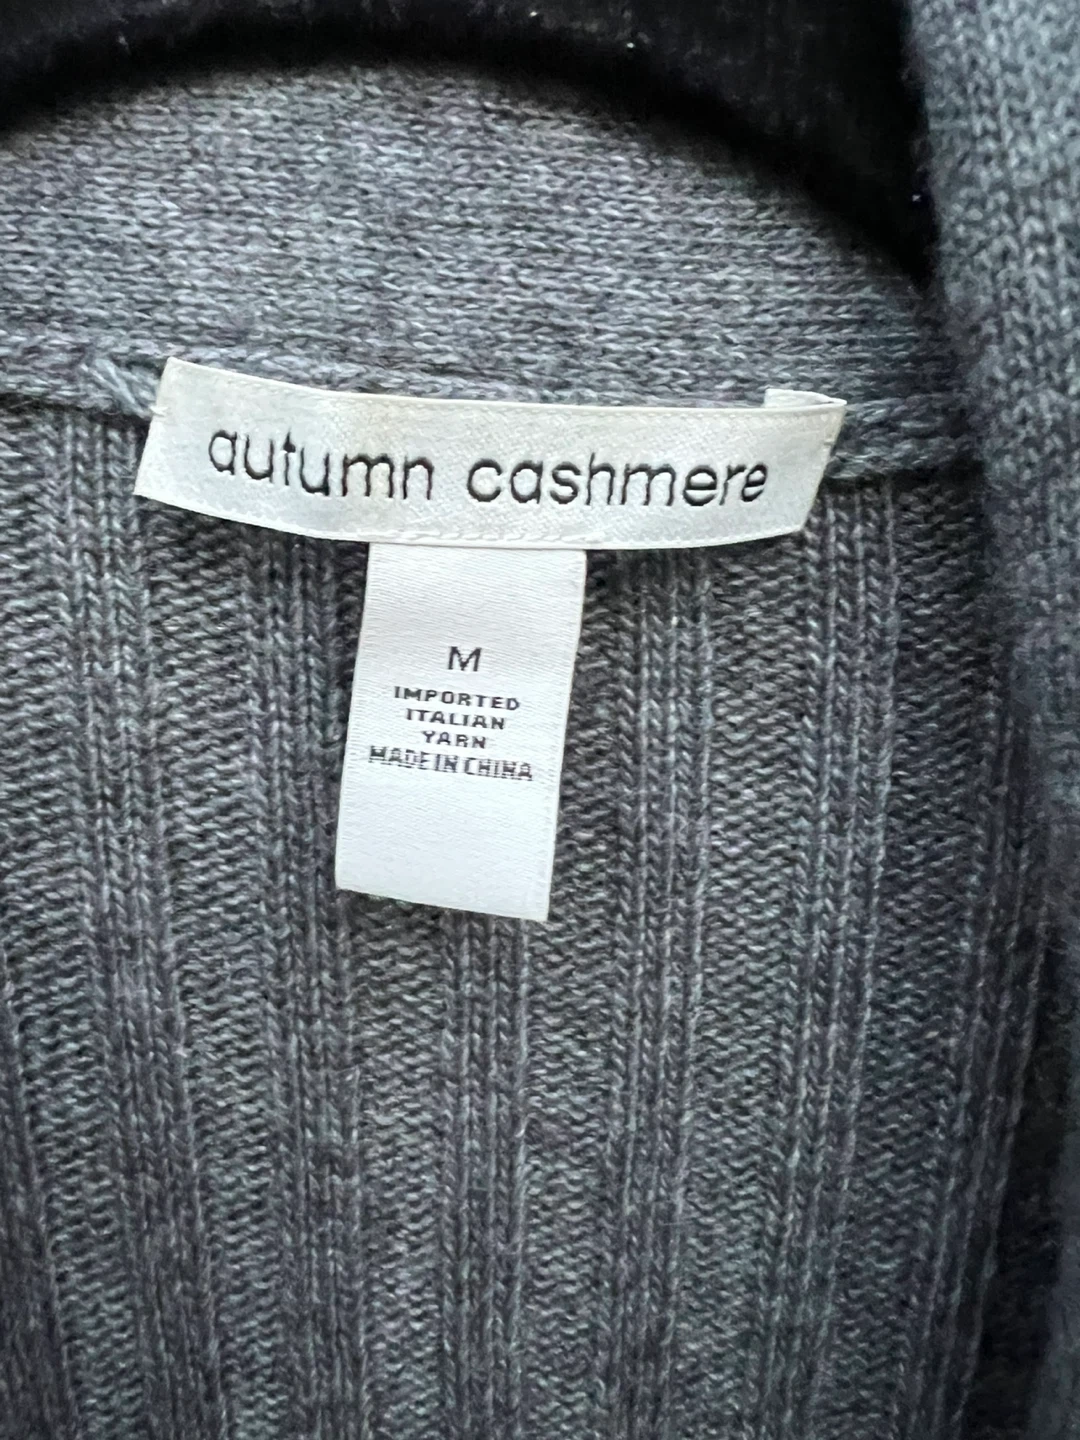 autumn cashmere
M
IMPORTED
ITALIAN
YARN
MADE IN CHINA